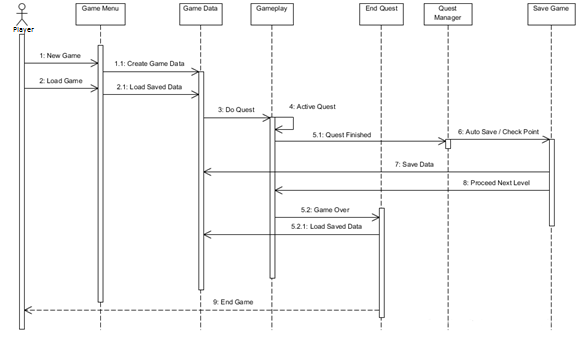 Player
Game Menu
Game Data
Gameplay
End Quest
Quest
Manager
Save Game
1: New Game
1.1: Create Game Data
2: Load Game
2.1: Load Saved Data
3: Do Quest
4: Active Quest
5.1: Quest Finished
6: Auto Save / Check Point
7: Save Data
8: Proceed Next Level
5.2: Game Over
5.2.1: Load Saved Data
9: End Game